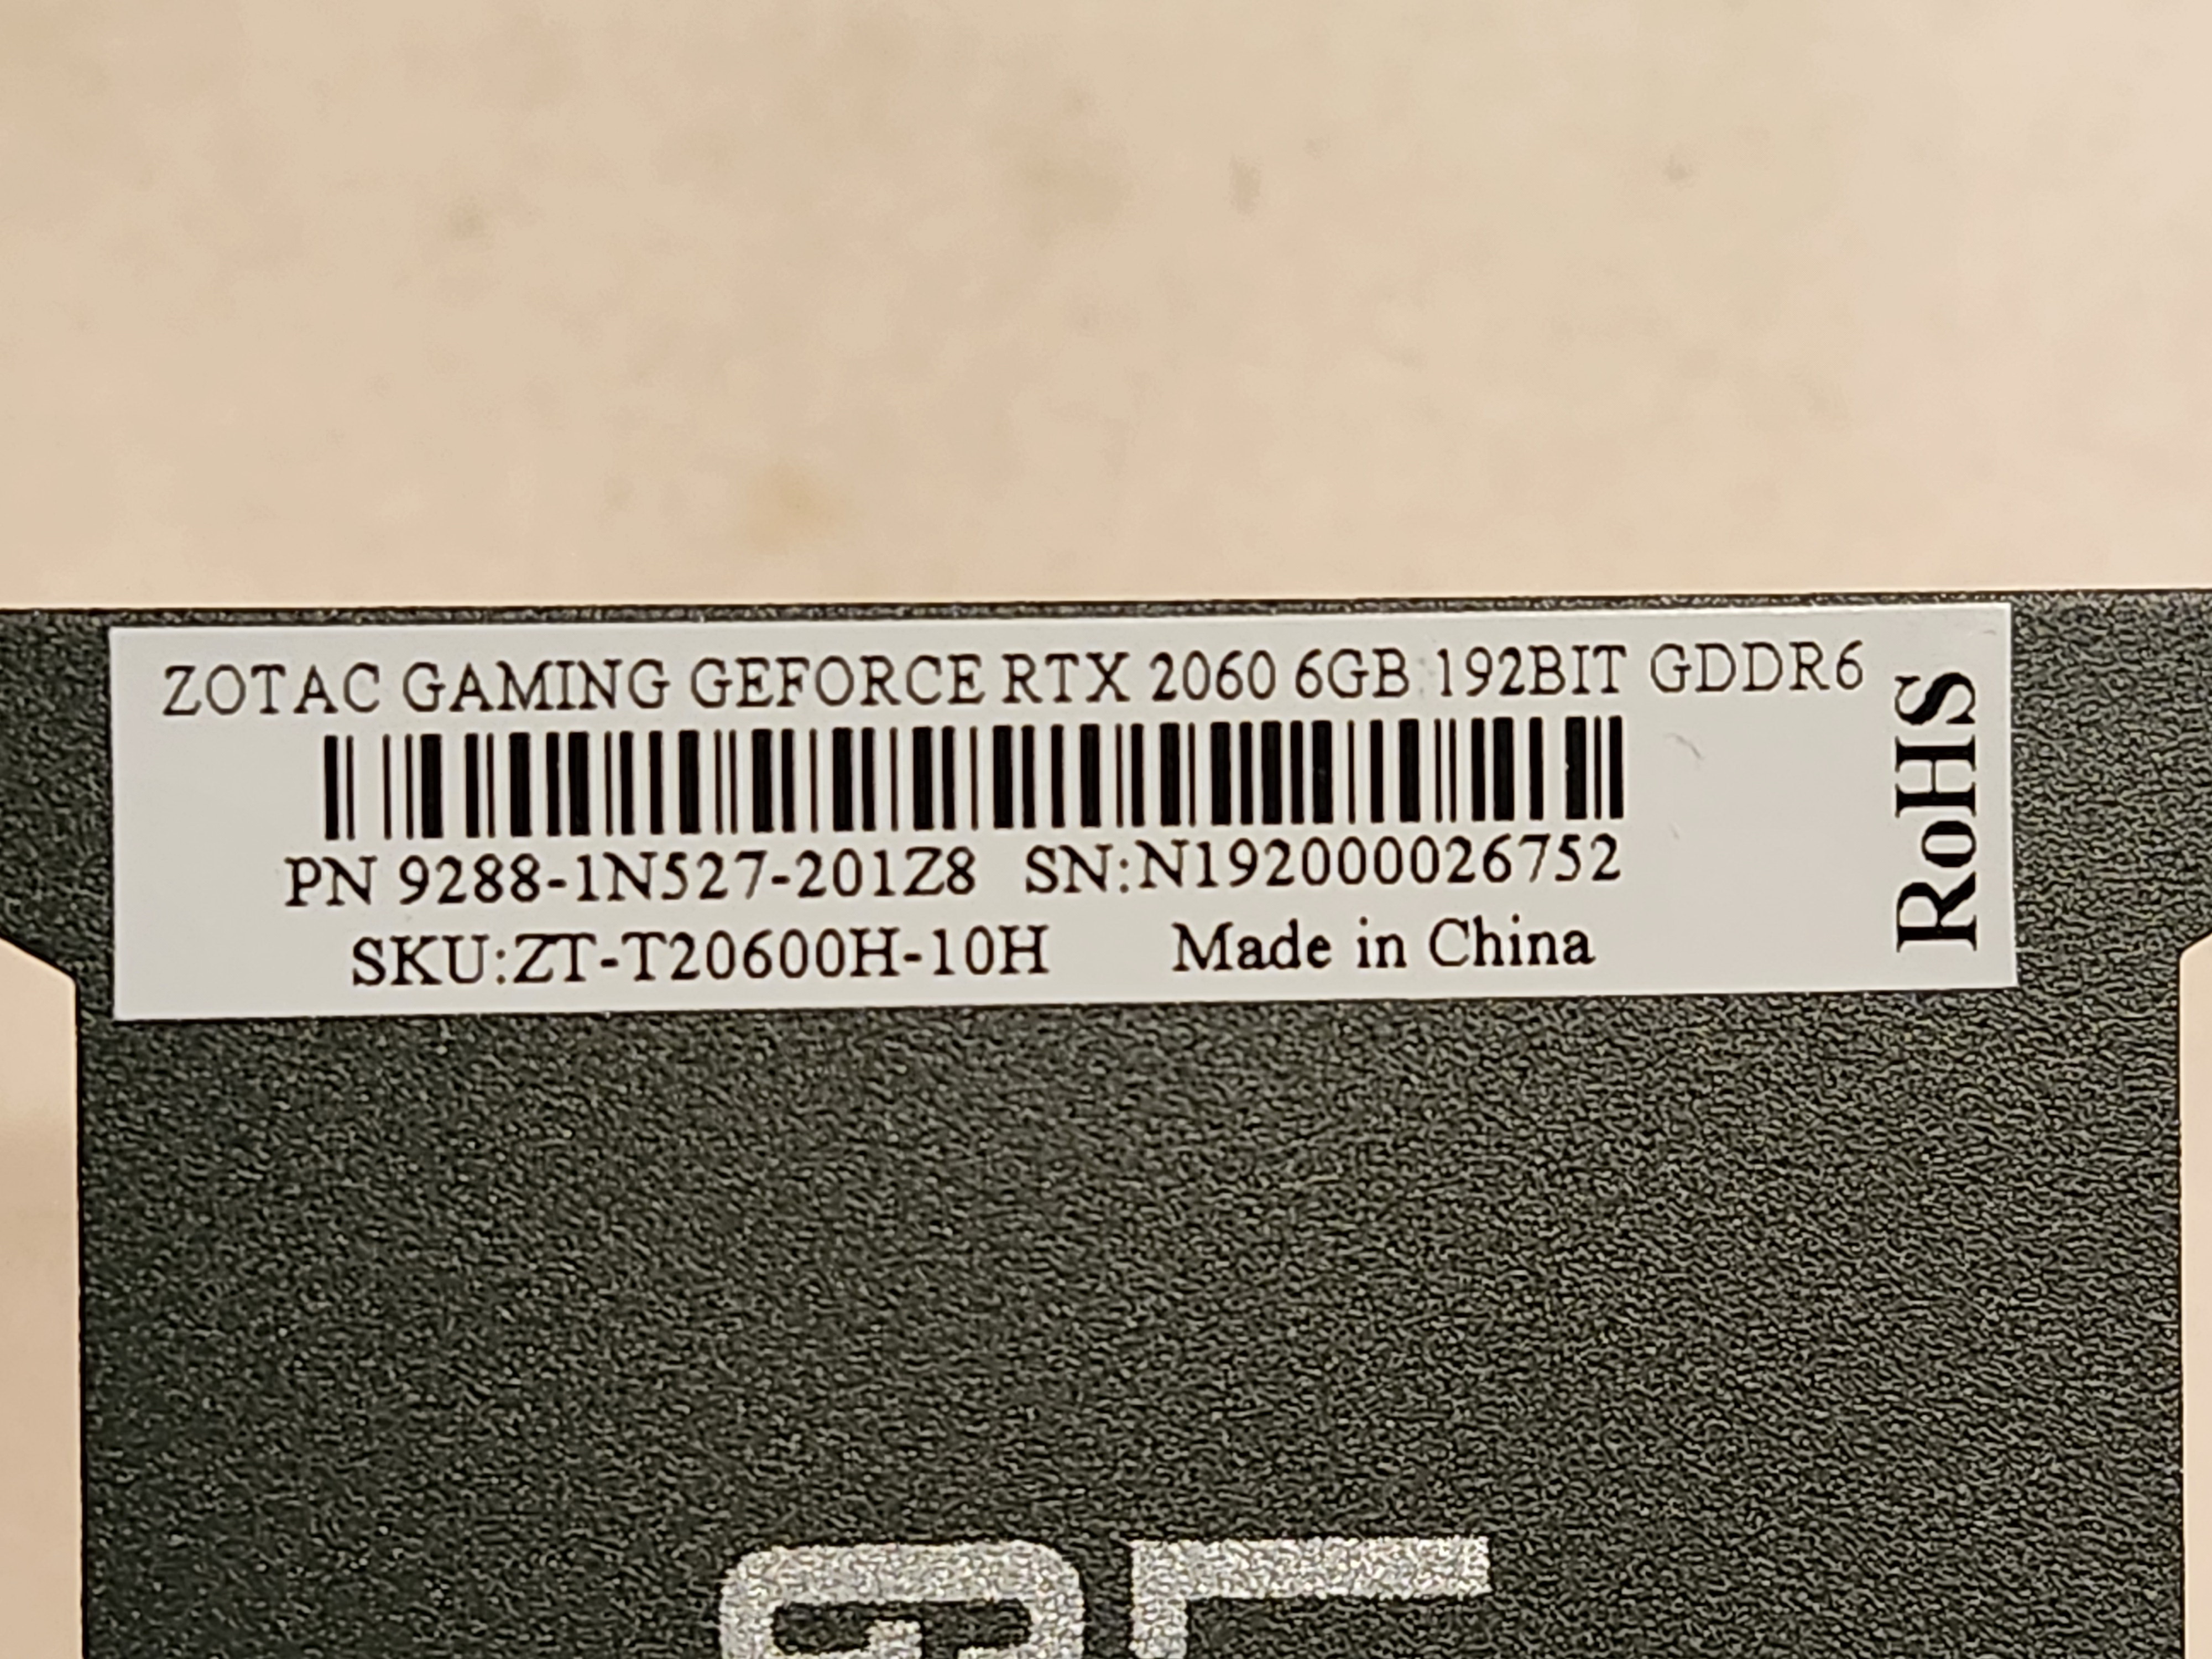 ZOTAC GAMING GEFORCE RTX 2060 6GB 192BIT GDDR6
PN 9288-1N527-201Z8 SN:N192000026752
SKU:ZT-T20600H-10H Made in China
RoHS